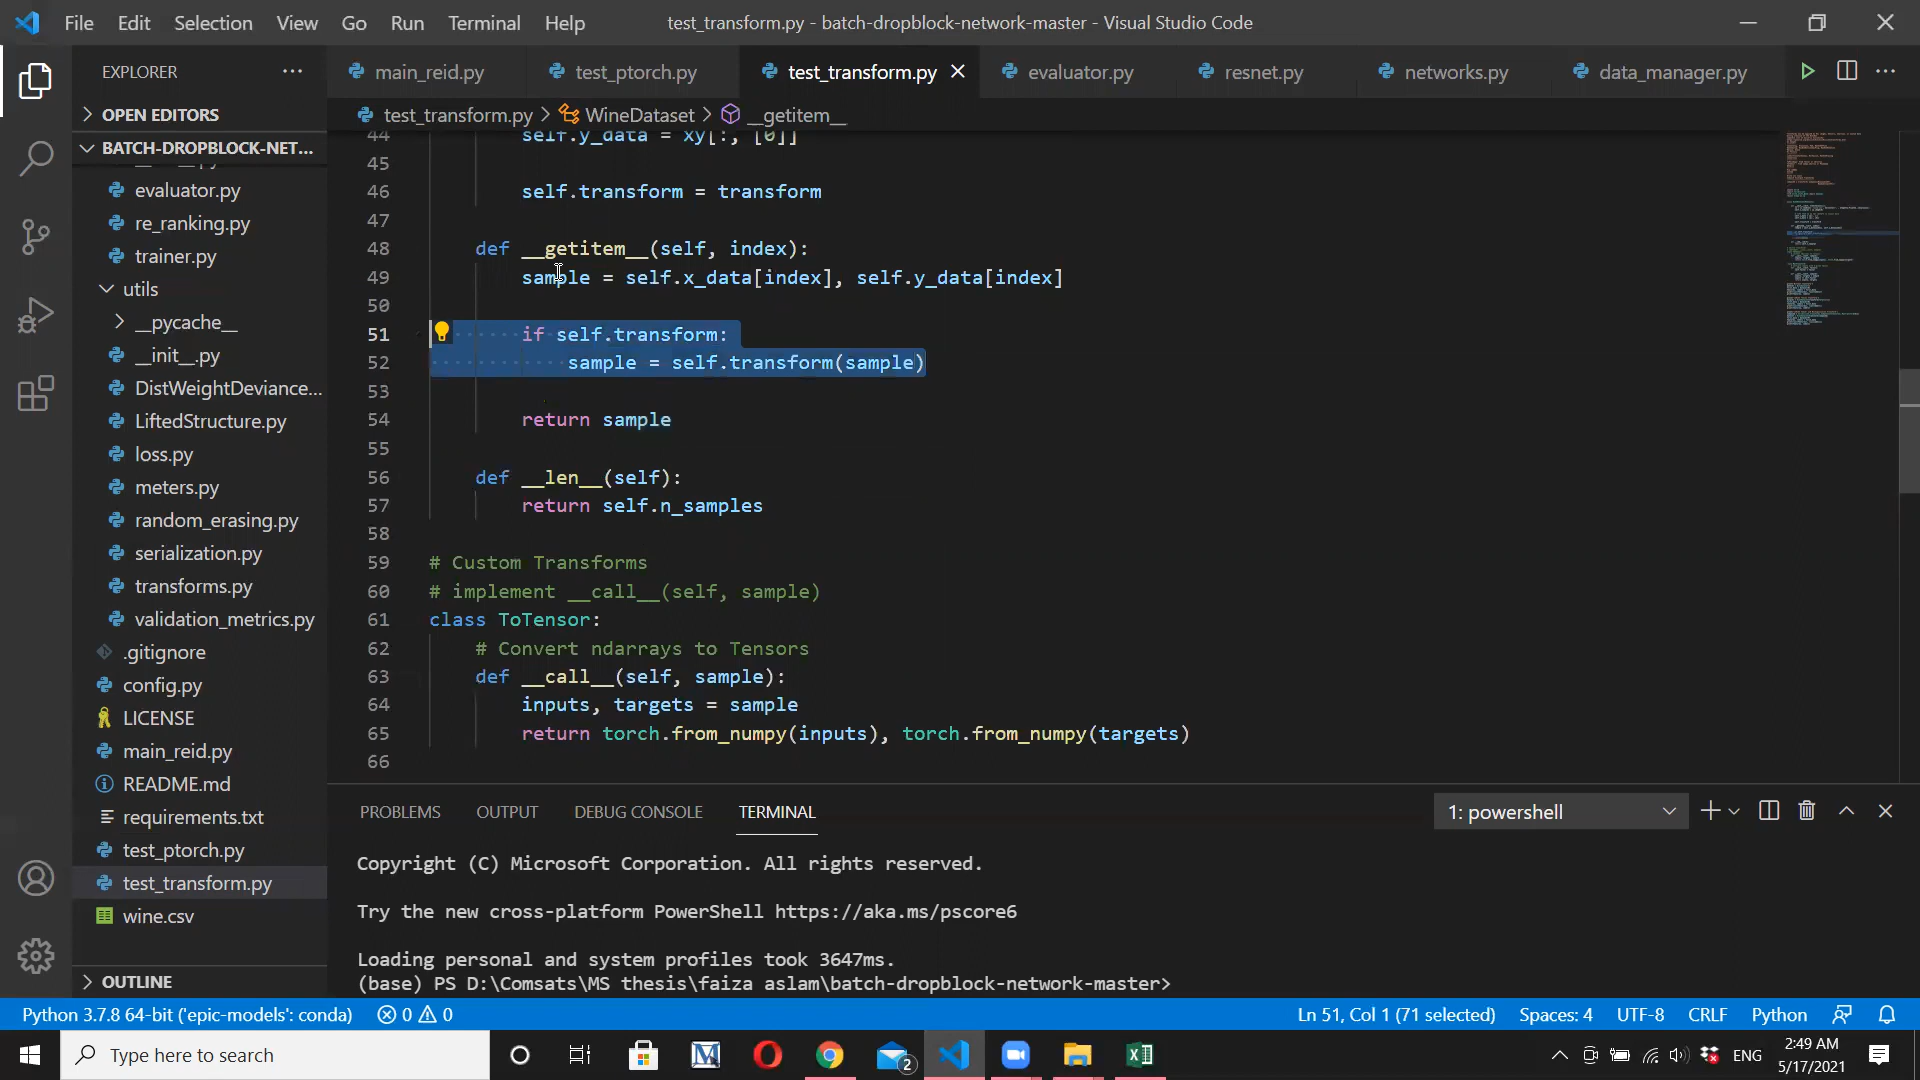 File Edit Selection View Go Run Terminal Help test_transform.py - batch-dropblock-network-master - Visual Studio Code
EXPLORER
main_reid.py test_ptorch.py test_transform.py evaluator.py resnet.py networks.py data_manager.py
OPEN EDITORS
test_transform.py > WineDataset > __getitem__
BATCH-DROPBLOCK-NET...
evaluator.py
re_ranking.py
trainer.py
utils
__pycache__
__init__.py
DistWeightDeviance...
LiftedStructure.py
loss.py
meters.py
random_erasing.py
serialization.py
transforms.py
validation_metrics.py
.gitignore
config.py
LICENSE
main_reid.py
README.md
requirements.txt
test_ptorch.py
test_transform.py
wine.csv
OUTLINE
44 self.y_data = xy[:, [0]]
45
46 self.transform = transform
47
48 def __getitem__(self, index):
49 sample = self.x_data[index], self.y_data[index]
50
51 if self.transform:
52 sample = self.transform(sample)
53
54 return sample
55
56 def __len__(self):
57 return self.n_samples
58
59 # Custom Transforms
60 # implement __call__(self, sample)
61 class ToTensor:
62 # Convert ndarrays to Tensors
63 def __call__(self, sample):
64 inputs, targets = sample
65 return torch.from_numpy(inputs), torch.from_numpy(targets)
66
PROBLEMS OUTPUT DEBUG CONSOLE TERMINAL 1: powershell
Copyright (C) Microsoft Corporation. All rights reserved.
Try the new cross-platform PowerShell https://aka.ms/pscore6
Loading personal and system profiles took 3647ms.
(base) PS D:\Comsats\MS thesis\faiza aslam\batch-dropblock-network-master>
Python 3.7.8 64-bit ('epic-models': conda) 0 0 Ln 51, Col 1 (71 selected) Spaces: 4 UTF-8 CRLF Python
Type here to search 2 ENG 2:49 AM
5/17/2021